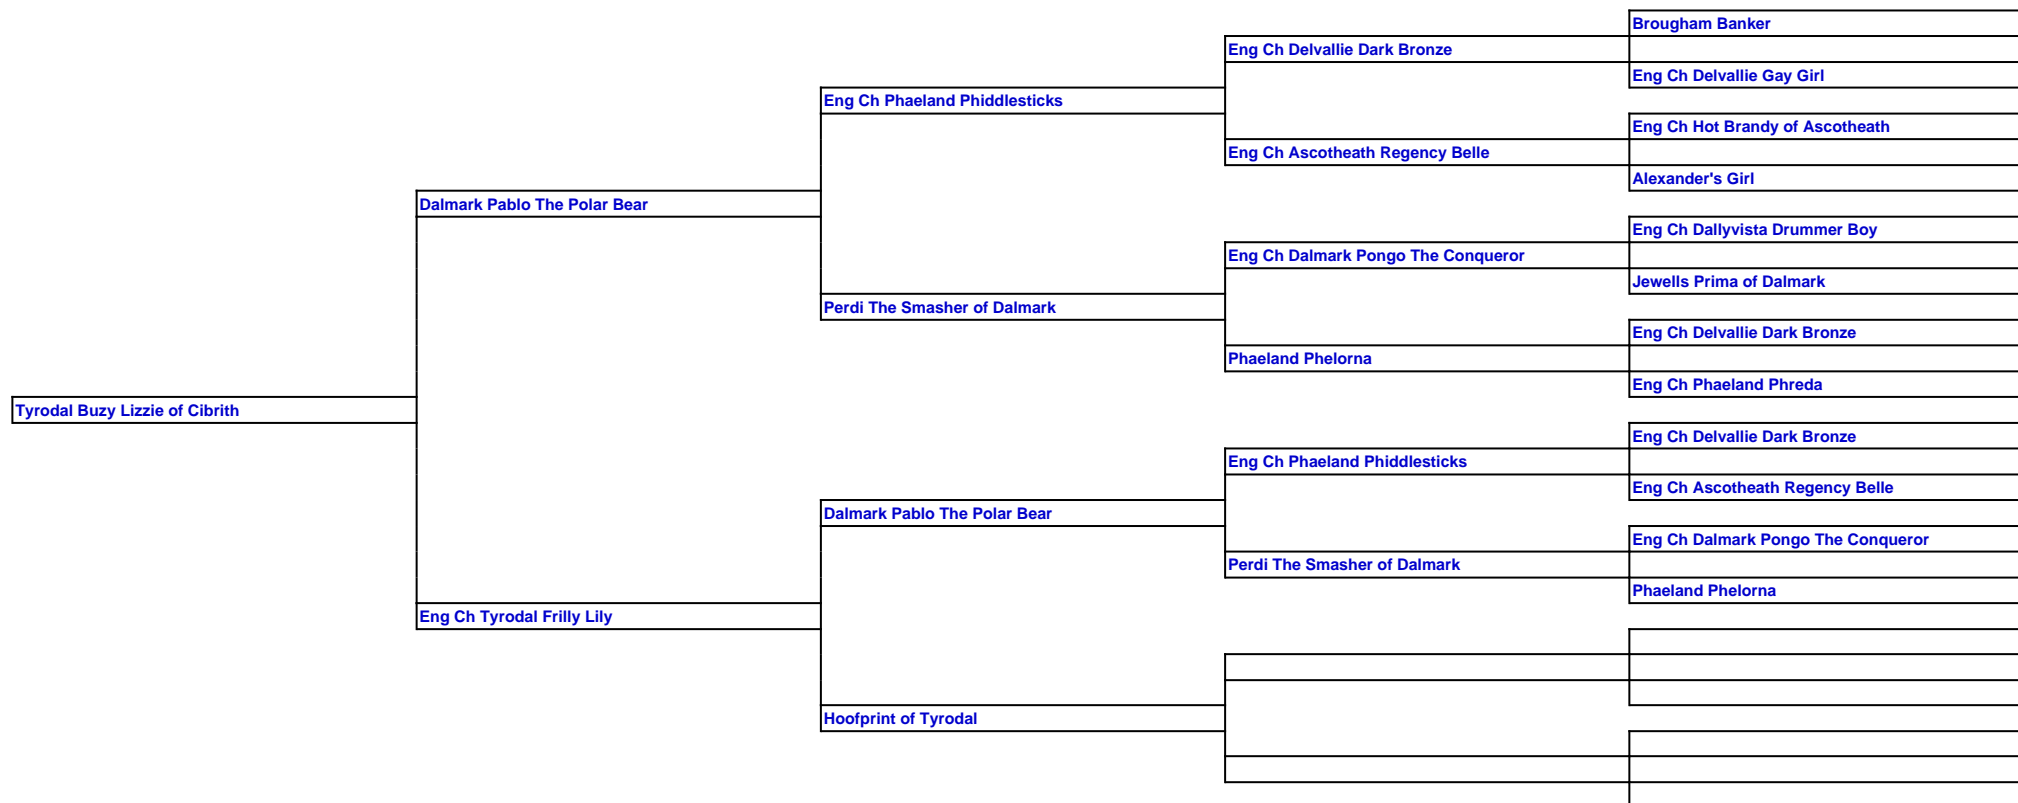 Brougham Banker
Eng Ch Delvallie Dark Bronze
Eng Ch Delvallie Gay Girl
Eng Ch Phaeland Phiddlesticks
Eng Ch Hot Brandy of Ascotheath
Eng Ch Ascotheath Regency Belle
Alexander's Girl
Dalmark Pablo The Polar Bear
Eng Ch Dallyvista Drummer Boy
Eng Ch Dalmark Pongo The Conqueror
Jewells Prima of Dalmark
Perdi The Smasher of Dalmark
Eng Ch Delvallie Dark Bronze
Phaeland Phelorna
Eng Ch Phaeland Phreda
Tyrodal Buzy Lizzie of Cibrith
Eng Ch Delvallie Dark Bronze
Eng Ch Phaeland Phiddlesticks
Eng Ch Ascotheath Regency Belle
Dalmark Pablo The Polar Bear
Eng Ch Dalmark Pongo The Conqueror
Perdi The Smasher of Dalmark
Phaeland Phelorna
Eng Ch Tyrodal Frilly Lily
Hoofprint of Tyrodal